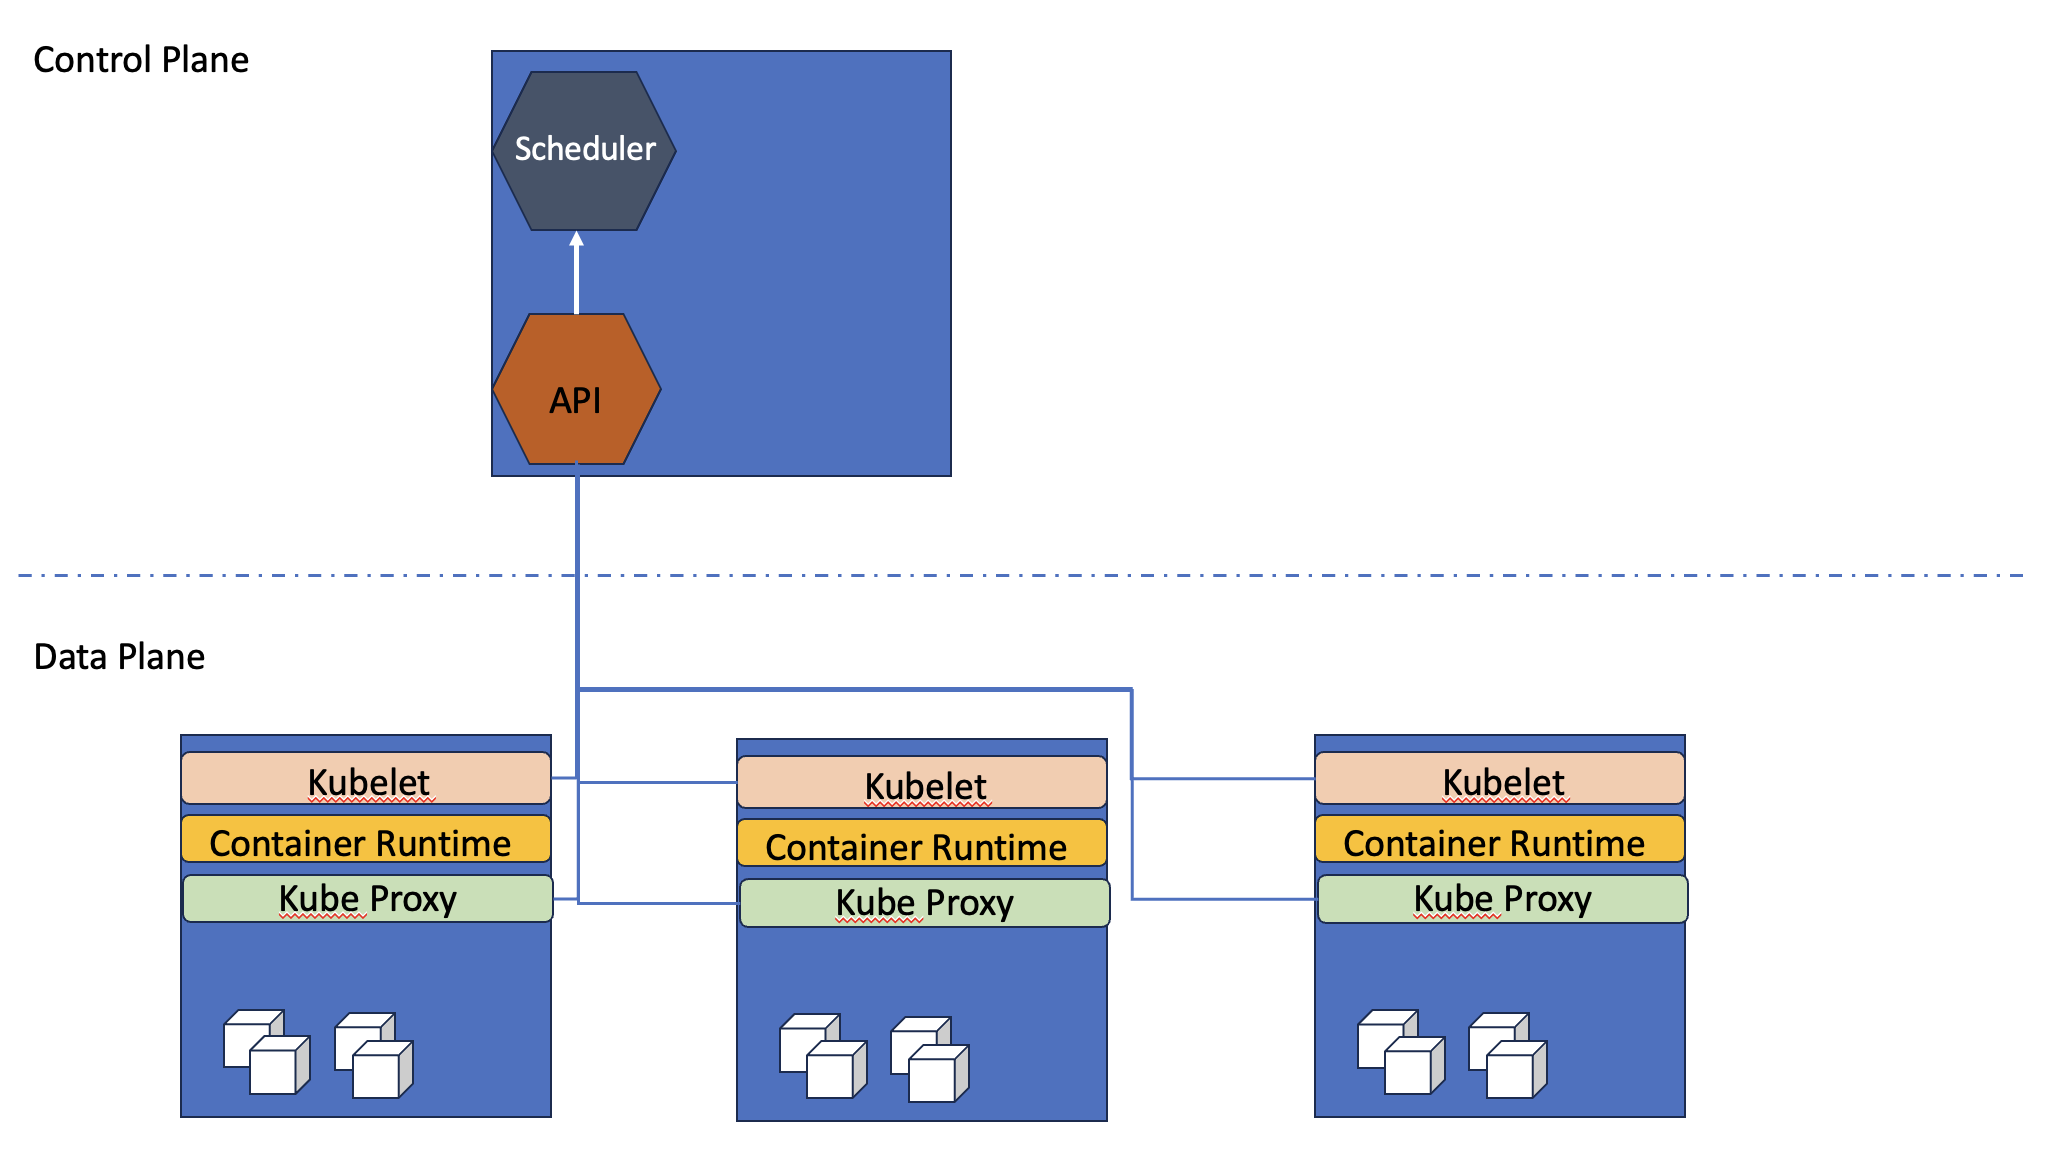 Control Plane
Scheduler
API
Data Plane
Kubelet
Container Runtime
Kube Proxy
Kubelet
Container Runtime
Kube Proxy
Kubelet
Container Runtime
Kube Proxy